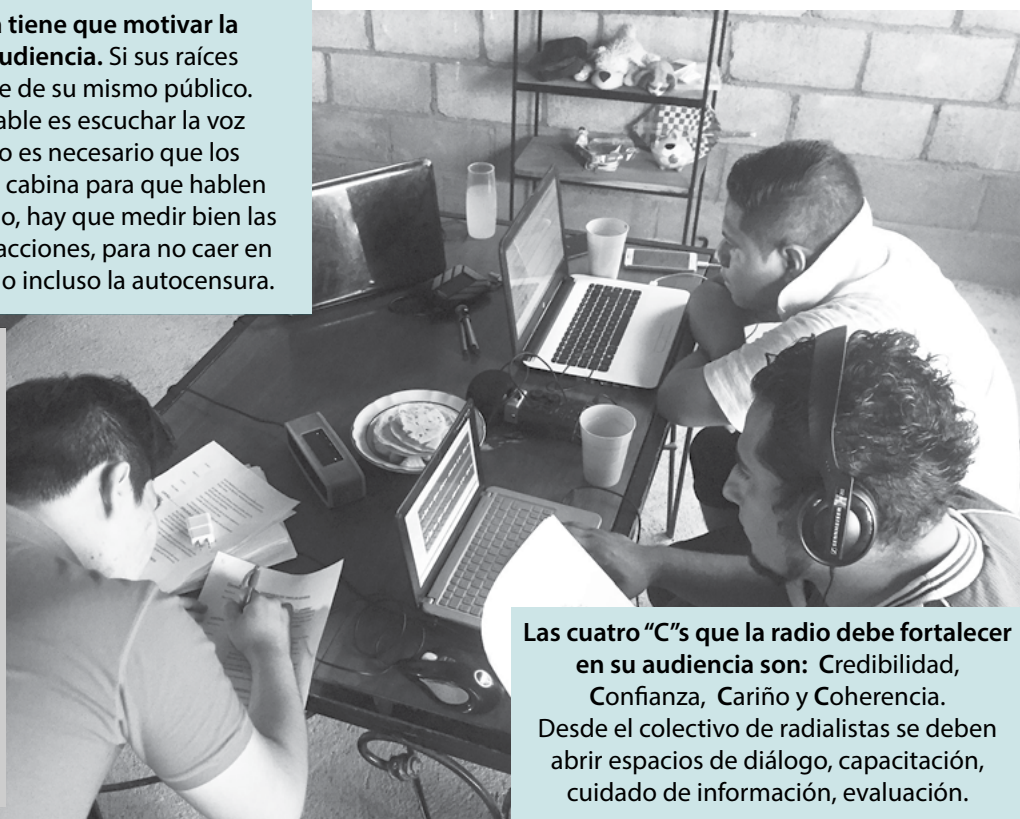 tiene que motivar la
udiencia. Si sus raíces
e de su mismo público.
able es escuchar la voz
o es necesario que los
cabina para que hablen
o, hay que medir bien las
acciones, para no caer en
o incluso la autocensura.
Las cuatro “C”s que la radio debe fortalecer
en su audiencia son: Credibilidad,
Confianza, Cariño y Coherencia.
Desde el colectivo de radialistas se deben
abrir espacios de diálogo, capacitación,
cuidado de información, evaluación.
SENNHEISER